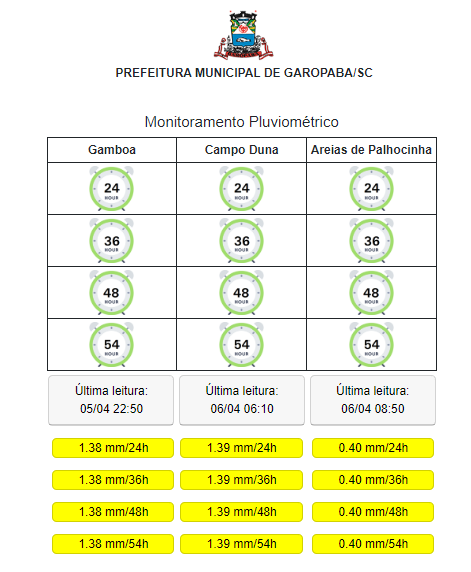 PREFEITURA MUNICIPAL DE GAROPABA/SC
Monitoramento Pluviométrico
Gamboa Campo Duna Areias de Palhocinha
24 HOUR 24 HOUR 24 HOUR
36 HOUR 36 HOUR 36 HOUR
48 HOUR 48 HOUR 48 HOUR
54 HOUR 54 HOUR 54 HOUR
Última leitura: Última leitura: Última leitura:
05/04 22:50 06/04 06:10 06/04 08:50
1.38 mm/24h 1.39 mm/24h 0.40 mm/24h
1.38 mm/36h 1.39 mm/36h 0.40 mm/36h
1.38 mm/48h 1.39 mm/48h 0.40 mm/48h
1.38 mm/54h 1.39 mm/54h 0.40 mm/54h